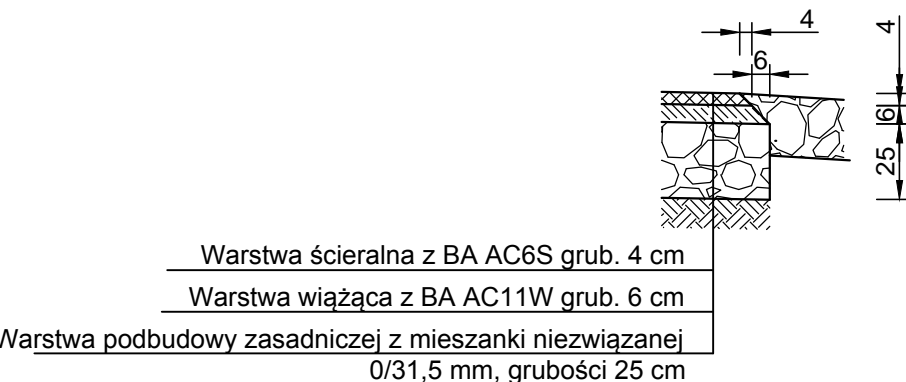 4
6
4
6
25
Warstwa ścieralna z BA AC6S grub. 4 cm
Warstwa wiążąca z BA AC11W grub. 6 cm
Warstwa podbudowy zasadniczej z mieszanki niezwiązanej
0/31,5 mm, grubości 25 cm